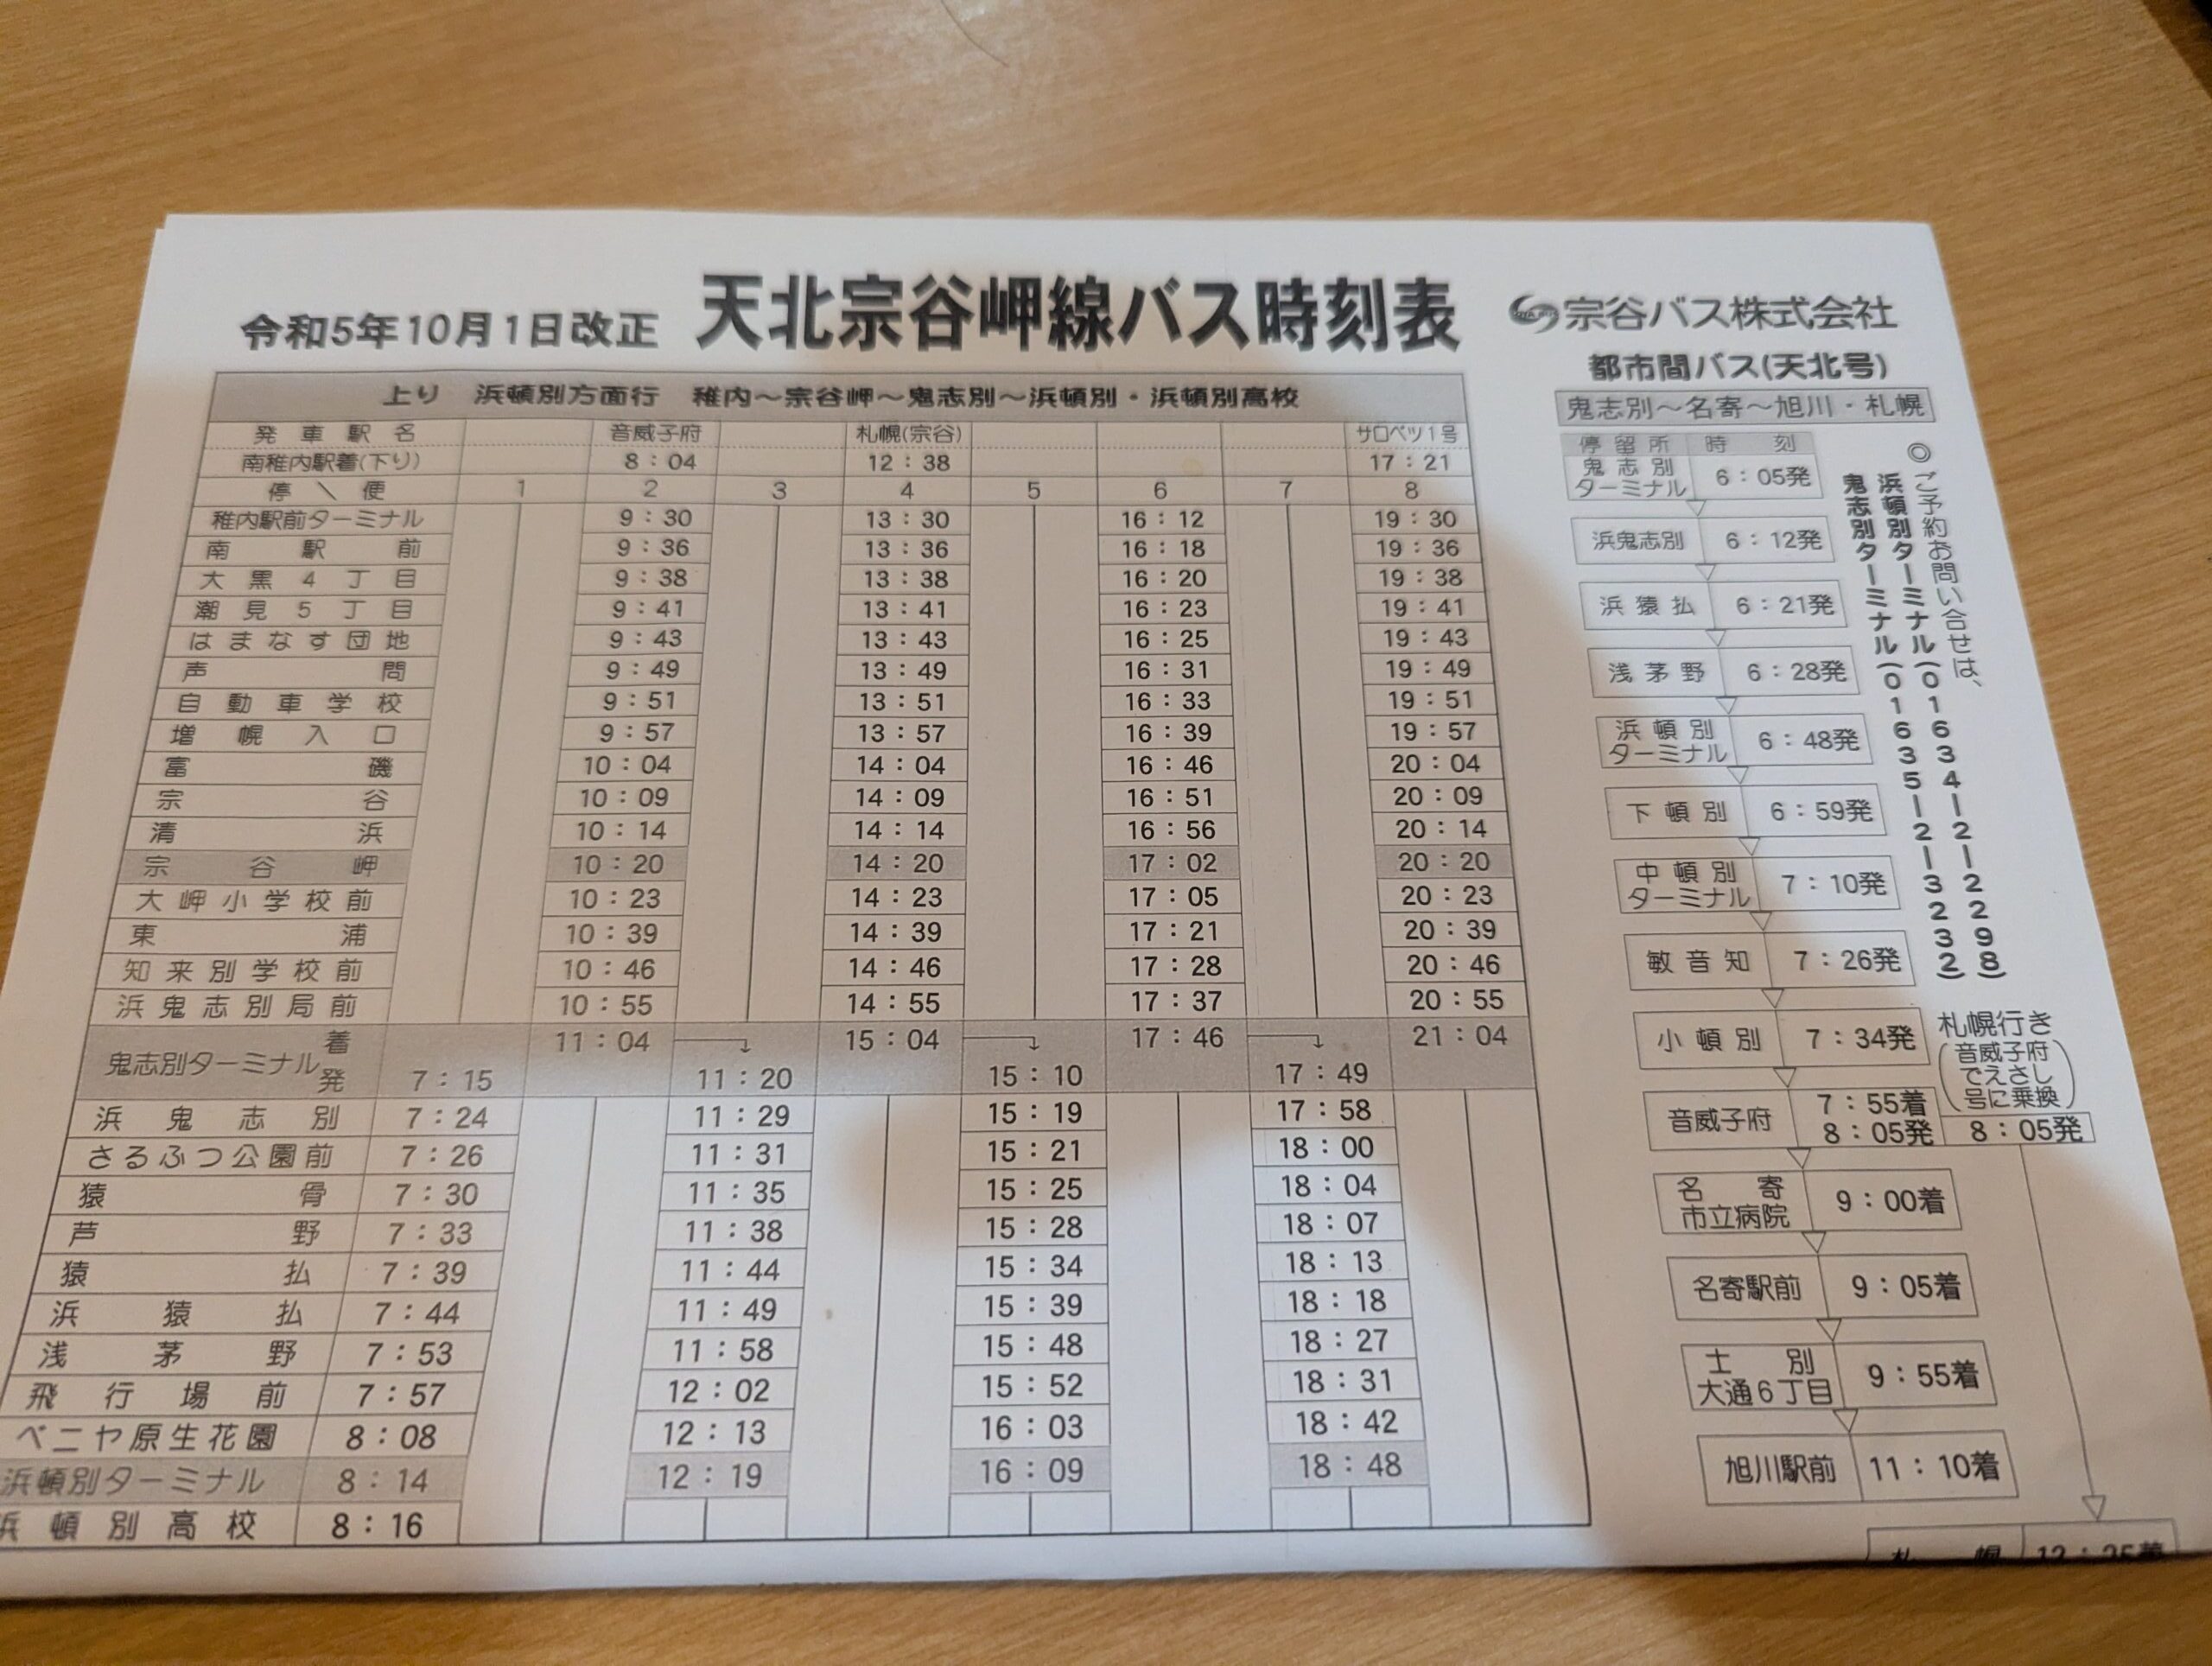 令和5年10月1日改正 天北宗谷岬線バス時刻表 宗谷バス株式会社
上り 浜頓別方面行 稚内～宗谷岬～鬼志別～浜頓別・浜頓別高校
発車駅名 音威子府 札幌(宗谷) サロベツ1号
南稚内駅着(下り) 8:04 12:38 17:21
停＼便 1 2 3 4 5 6 7 8
稚内駅前ターミナル 9:30 13:30 16:12 19:30
南駅前 9:36 13:36 16:18 19:36
大黒4丁目 9:38 13:38 16:20 19:38
潮見5丁目 9:41 13:41 16:23 19:41
はまなす団地 9:43 13:43 16:25 19:43
声問 9:49 13:49 16:31 19:49
自動車学校 9:51 13:51 16:33 19:51
増幌入口 9:57 13:57 16:39 19:57
富磯 10:04 14:04 16:46 20:04
宗谷 10:09 14:09 16:51 20:09
清浜 10:14 14:14 16:56 20:14
宗谷岬 10:20 14:20 17:02 20:20
大岬小学校前 10:23 14:23 17:05 20:23
東浦 10:39 14:39 17:21 20:39
知来別学校前 10:46 14:46 17:28 20:46
浜鬼志別局前 10:55 14:55 17:37 20:55
鬼志別ターミナル 着 11:04 15:04 17:46 21:04
発 7:15 11:20 15:10 17:49
浜鬼志別 7:24 11:29 15:19 17:58
さるふつ公園前 7:26 11:31 15:21 18:00
猿骨 7:30 11:35 15:25 18:04
芦野 7:33 11:38 15:28 18:07
猿払 7:39 11:44 15:34 18:13
浜猿払 7:44 11:49 15:39 18:18
浅茅野 7:53 11:58 15:48 18:27
飛行場前 7:57 12:02 15:52 18:31
ベニヤ原生花園 8:08 12:13 16:03 18:42
浜頓別ターミナル 8:14 12:19 16:09 18:48
浜頓別高校 8:16
都市間バス(天北号)
鬼志別～名寄～旭川・札幌
停留所 時刻
鬼志別ターミナル 6:05発
浜鬼志別 6:12発
浜猿払 6:21発
浅茅野 6:28発
浜頓別ターミナル 6:48発
下頓別 6:59発
中頓別ターミナル 7:10発
敏音知 7:26発
小頓別 7:34発
音威子府 7:55着
8:05発 8:05発
名寄市立病院 9:00着
名寄駅前 9:05着
士別大通6丁目 9:55着
旭川駅前 11:10着
◎ご予約お問い合せは、
浜頓別ターミナル(01634-2-2298)
鬼志別ターミナル(01635-2-3232)
札幌行き
(音威子府
でえさし
号に乗換)
札幌